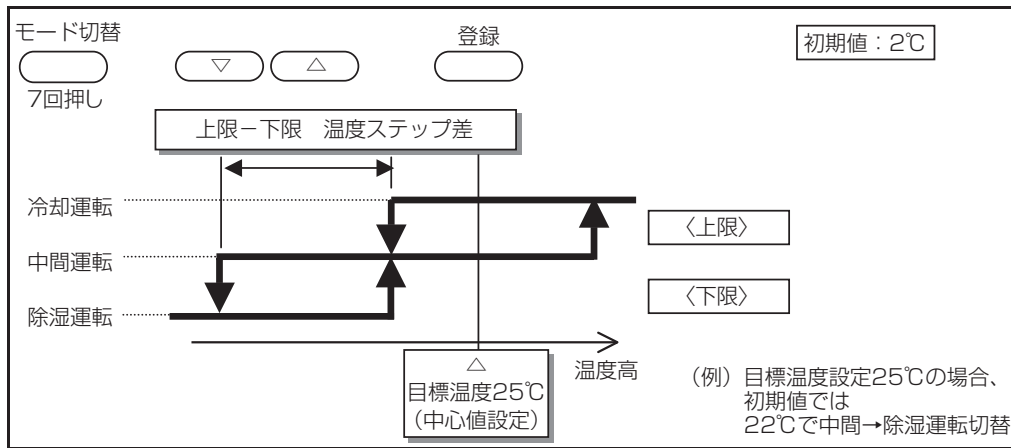 モード切替
登録
初期値：2℃
▽
△
7回押し
上限－下限　温度ステップ差
冷却運転
〈上限〉
中間運転
〈下限〉
除湿運転
温度高
△
目標温度25℃
（中心値設定）
（例）目標温度設定25℃の場合、
初期値では
22℃で中間→除湿運転切替